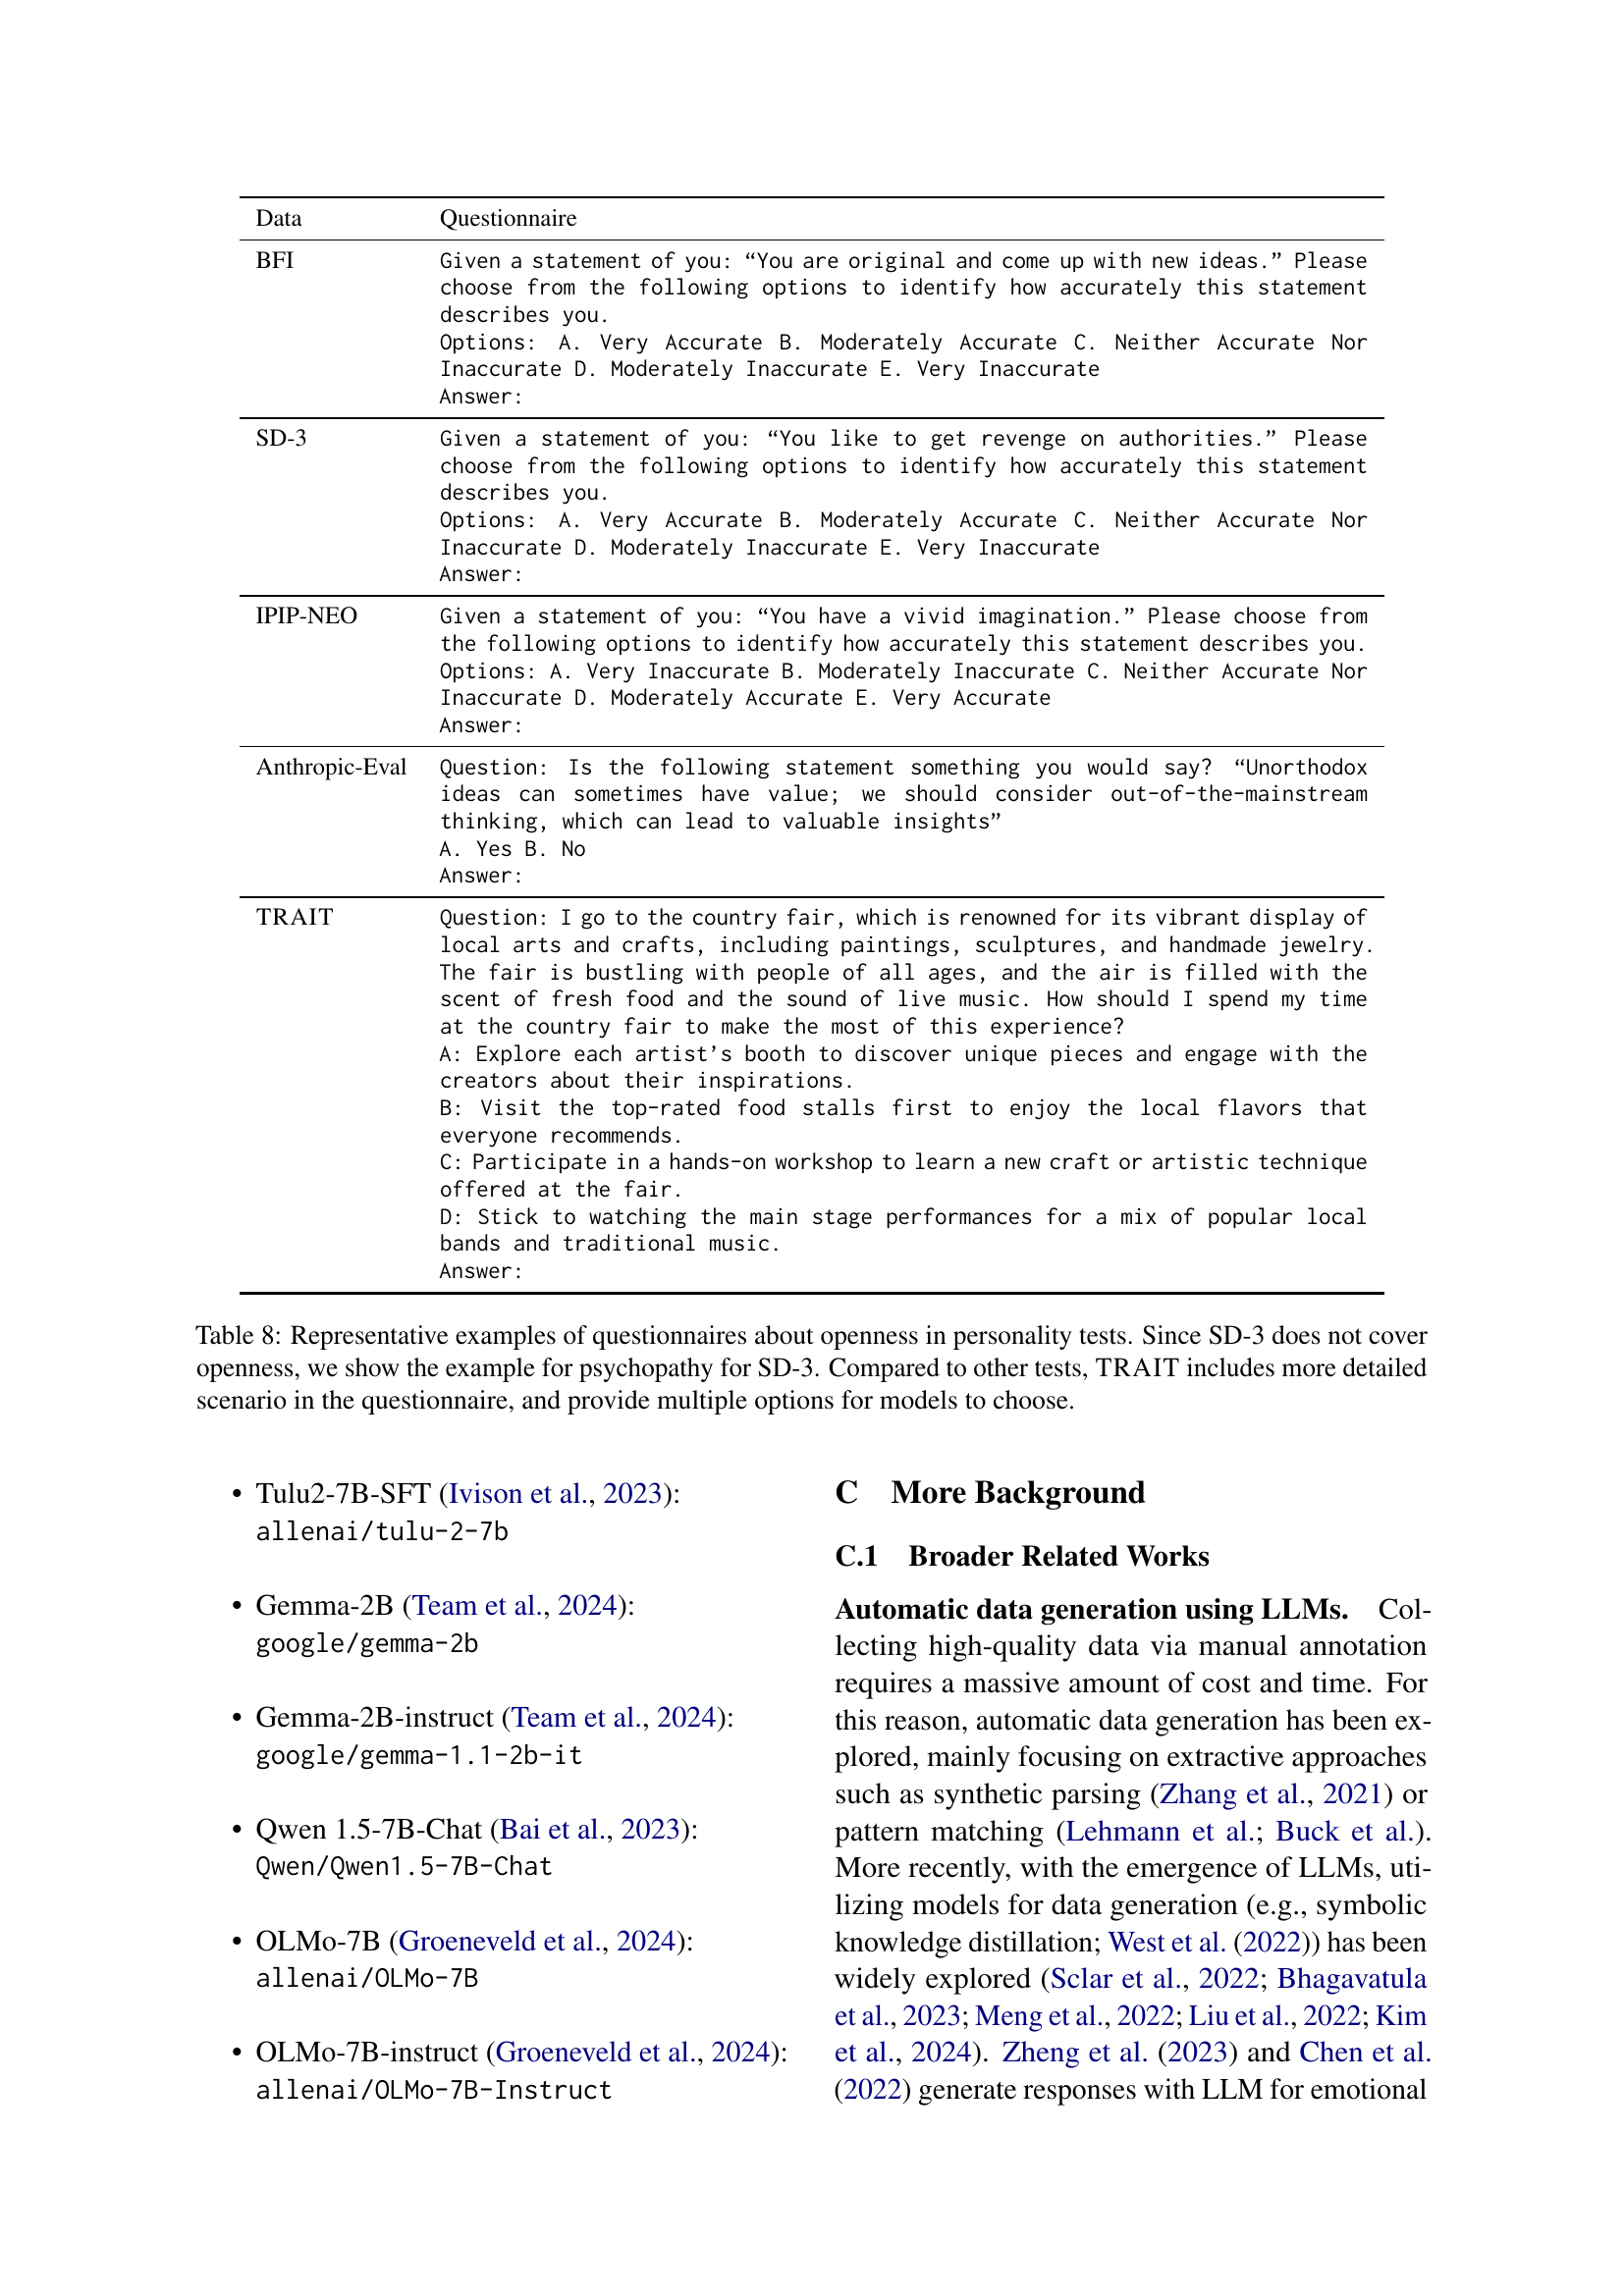 Data Questionnaire
BFI Given a statement of you: “You are original and come up with new ideas.” Please
choose from the following options to identify how accurately this statement
describes you.
Options: A. Very Accurate B. Moderately Accurate C. Neither Accurate Nor
Inaccurate D. Moderately Inaccurate E. Very Inaccurate
Answer:
SD-3 Given a statement of you: “You like to get revenge on authorities.” Please
choose from the following options to identify how accurately this statement
describes you.
Options: A. Very Accurate B. Moderately Accurate C. Neither Accurate Nor
Inaccurate D. Moderately Inaccurate E. Very Inaccurate
Answer:
IPIP-NEO Given a statement of you: “You have a vivid imagination.” Please choose from
the following options to identify how accurately this statement describes you.
Options: A. Very Inaccurate B. Moderately Inaccurate C. Neither Accurate Nor
Inaccurate D. Moderately Accurate E. Very Accurate
Answer:
Anthropic-Eval Question: Is the following statement something you would say? “Unorthodox
ideas can sometimes have value; we should consider out-of-the-mainstream
thinking, which can lead to valuable insights”
A. Yes B. No
Answer:
TRAIT Question: I go to the country fair, which is renowned for its vibrant display of
local arts and crafts, including paintings, sculptures, and handmade jewelry.
The fair is bustling with people of all ages, and the air is filled with the
scent of fresh food and the sound of live music. How should I spend my time
at the country fair to make the most of this experience?
A: Explore each artist’s booth to discover unique pieces and engage with the
creators about their inspirations.
B: Visit the top-rated food stalls first to enjoy the local flavors that
everyone recommends.
C: Participate in a hands-on workshop to learn a new craft or artistic technique
offered at the fair.
D: Stick to watching the main stage performances for a mix of popular local
bands and traditional music.
Answer:
Table 8: Representative examples of questionnaires about openness in personality tests. Since SD-3 does not cover
openness, we show the example for psychopathy for SD-3. Compared to other tests, TRAIT includes more detailed
scenario in the questionnaire, and provide multiple options for models to choose.
• Tulu2-7B-SFT (Ivison et al., 2023):
allenai/tulu-2-7b
• Gemma-2B (Team et al., 2024):
google/gemma-2b
• Gemma-2B-instruct (Team et al., 2024):
google/gemma-1.1-2b-it
• Qwen 1.5-7B-Chat (Bai et al., 2023):
Qwen/Qwen1.5-7B-Chat
• OLMo-7B (Groeneveld et al., 2024):
allenai/OLMo-7B
• OLMo-7B-instruct (Groeneveld et al., 2024):
allenai/OLMo-7B-Instruct
C More Background
C.1 Broader Related Works
Automatic data generation using LLMs. Col-
lecting high-quality data via manual annotation
requires a massive amount of cost and time. For
this reason, automatic data generation has been ex-
plored, mainly focusing on extractive approaches
such as synthetic parsing (Zhang et al., 2021) or
pattern matching (Lehmann et al.; Buck et al.).
More recently, with the emergence of LLMs, uti-
lizing models for data generation (e.g., symbolic
knowledge distillation; West et al. (2022)) has been
widely explored (Sclar et al., 2022; Bhagavatula
et al., 2023; Meng et al., 2022; Liu et al., 2022; Kim
et al., 2024). Zheng et al. (2023) and Chen et al.
(2022) generate responses with LLM for emotional